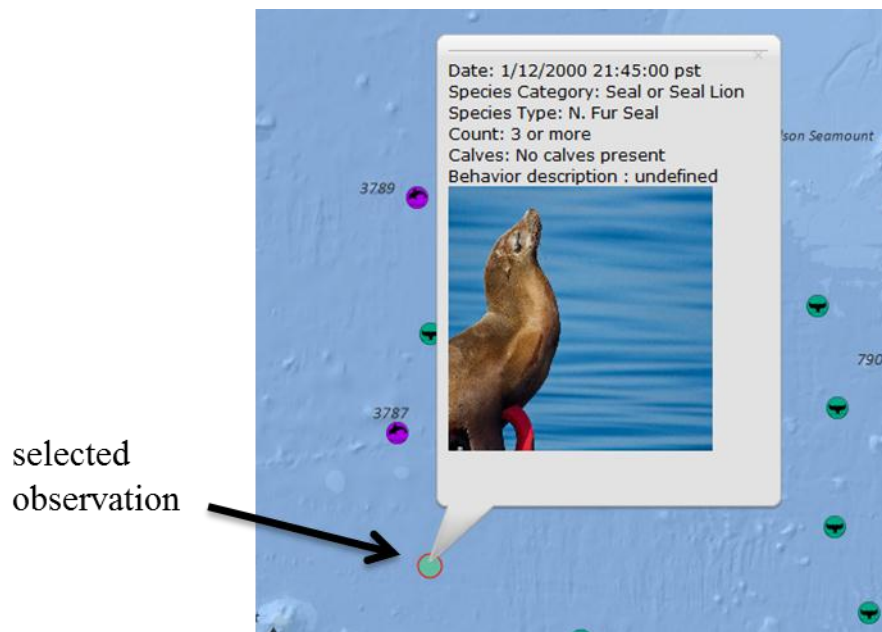 Date: 1/12/2000 21:45:00 pst
Species Category: Seal or Seal Lion
Species Type: N. Fur Seal
Count: 3 or more
Calves: No calves present
Behavior description : undefined
son Seamount
3789
790
3787
selected
observation